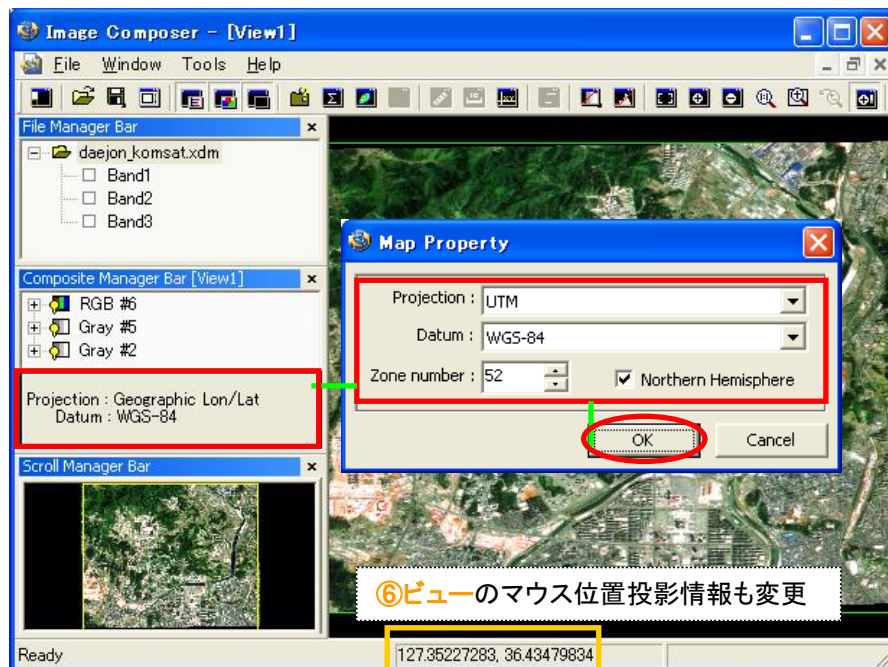 Image Composer - [View1]
File Window Tools Help
File Manager Bar
daejon_komsat.xdm
Band1
Band2
Band3
Composite Manager Bar [View1]
RGB #6
Gray #5
Gray #2
Projection : Geographic Lon/Lat
Datum : WGS-84
Scroll Manager Bar
Map Property
Projection : UTM
Datum : WGS-84
Zone number : 52 Northern Hemisphere
OK Cancel
⑥ビューのマウス位置投影情報も変更
Ready 127.35227283, 36.43479834